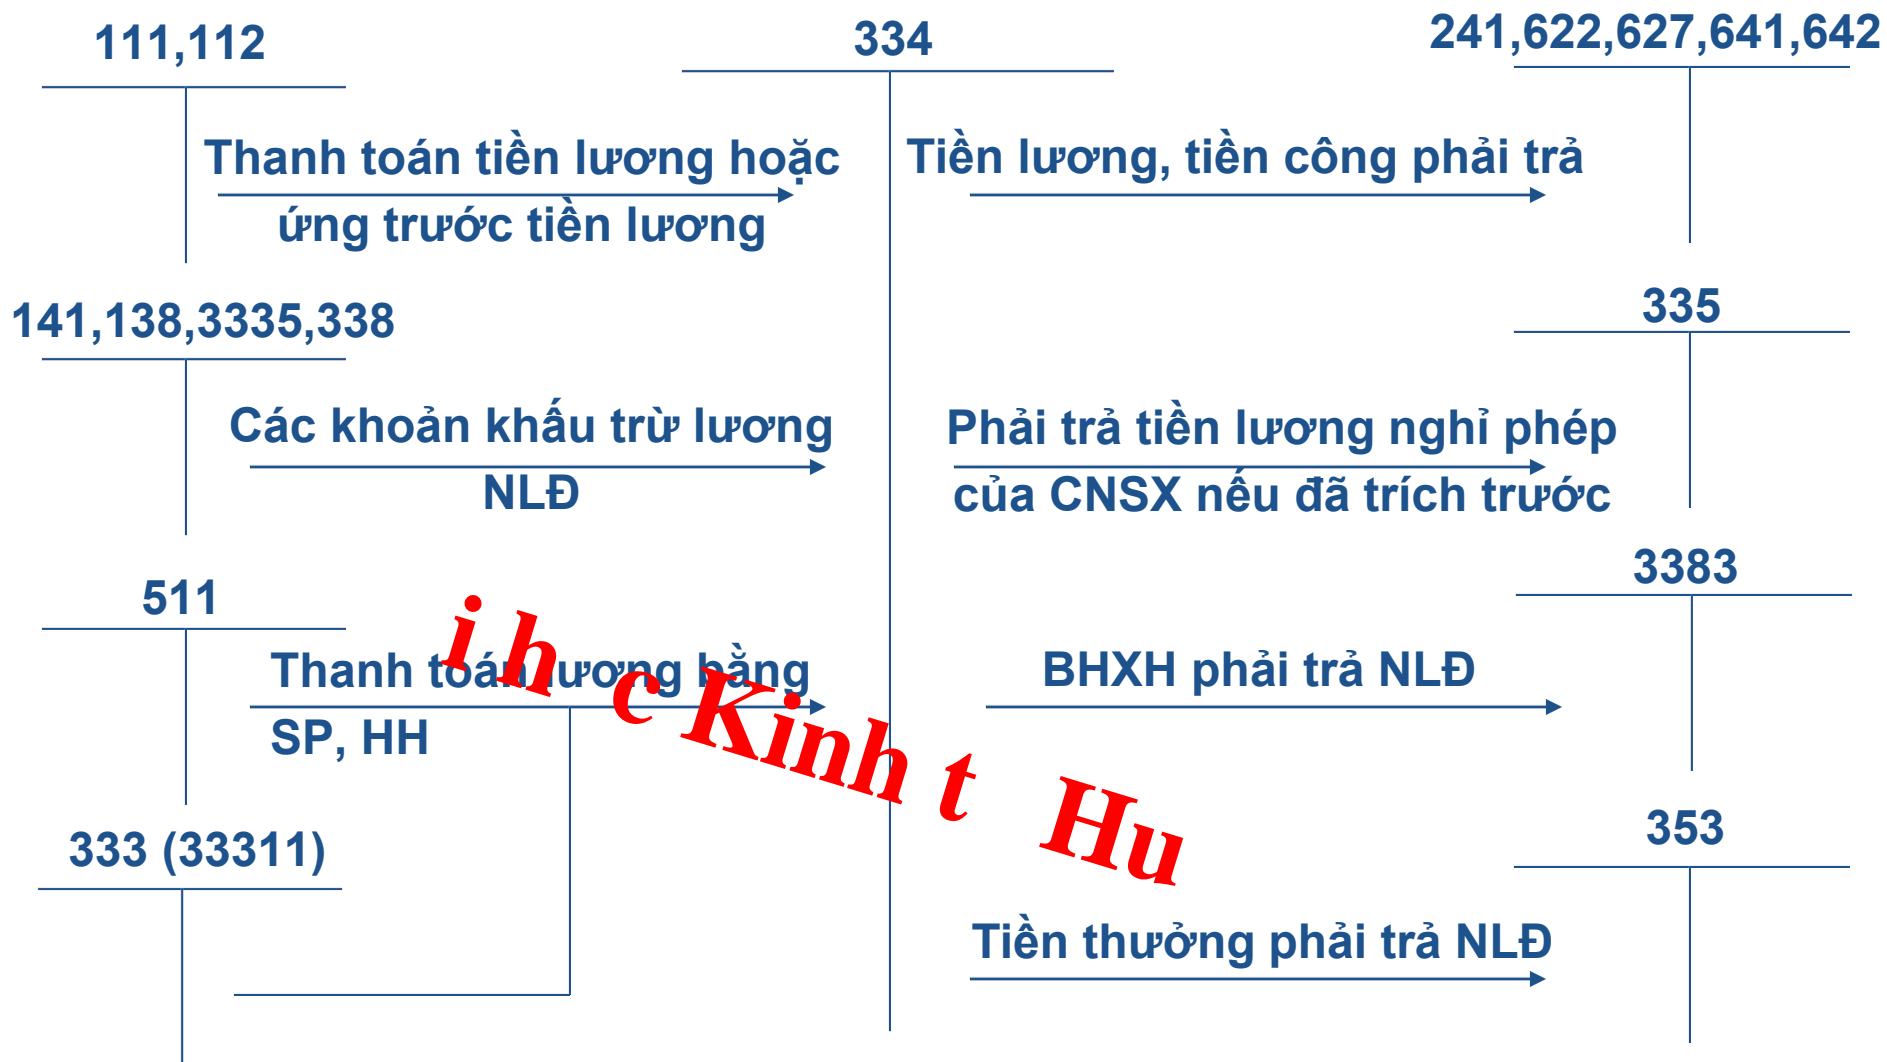 111,112
334
241,622,627,641,642
Thanh toán tiền lương hoặc
ứng trước tiền lương
Tiền lương, tiền công phải trả
141,138,3335,338
335
Các khoản khấu trừ lương
NLĐ
Phải trả tiền lương nghỉ phép
của CNSX nếu đã trích trước
511
3383
Thanh toán lương bằng
SP, HH
BHXH phải trả NLĐ
333 (33311)
353
Tiền thưởng phải trả NLĐ
i h c Kinh t Hu